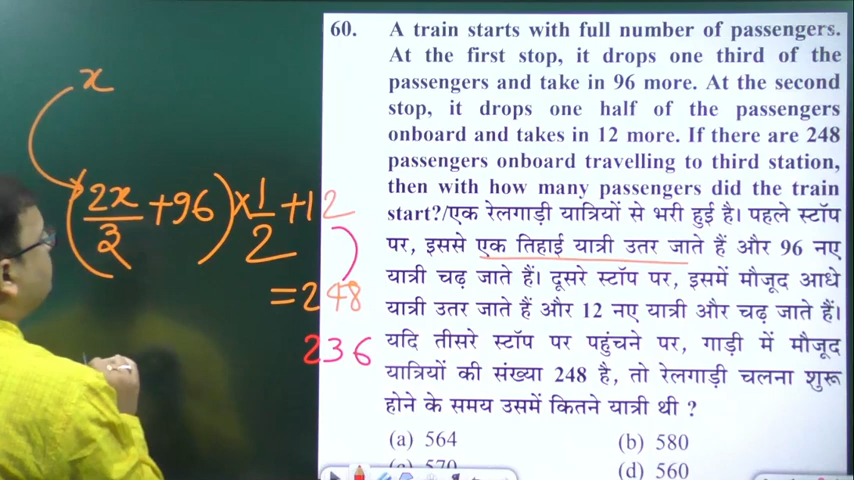 x
(2x/3 + 96) × 1/2 + 12
= 248
236
60. A train starts with full number of passengers.
At the first stop, it drops one third of the
passengers and take in 96 more. At the second
stop, it drops one half of the passengers
onboard and takes in 12 more. If there are 248
passengers onboard travelling to third station,
then with how many passengers did the train
start?/एक रेलगाड़ी यात्रियों से भरी हुई है। पहले स्टॉप
पर, इससे एक तिहाई यात्री उतर जाते हैं और 96 नए
यात्री चढ़ जाते हैं। दूसरे स्टॉप पर, इसमें मौजूद आधे
यात्री उतर जाते हैं और 12 नए यात्री और चढ़ जाते हैं।
यदि तीसरे स्टॉप पर पहुंचने पर, गाड़ी में मौजूद
यात्रियों की संख्या 248 है, तो रेलगाड़ी चलना शुरू
होने के समय उसमें कितने यात्री थी ?
(a) 564 (b) 580
(c) 570 (d) 560